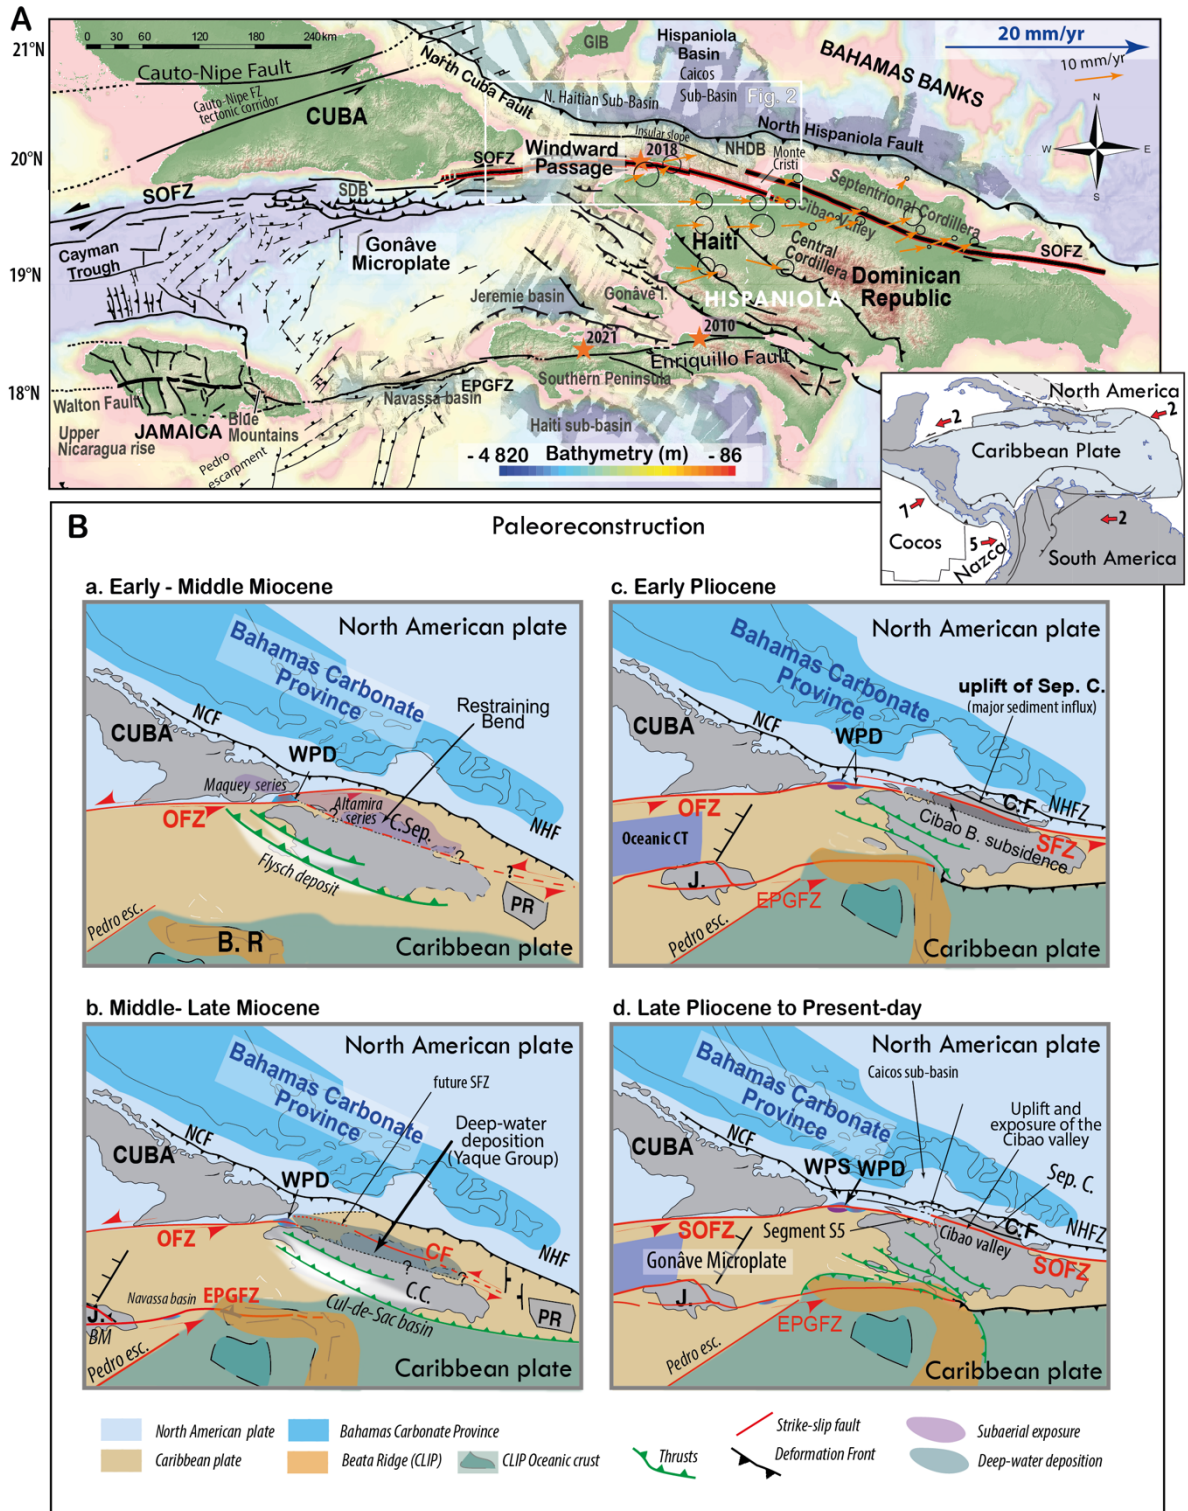 A
21°N
20°N
19°N
18°N
0 30 60 120 180 240 km
Cauto-Nipe Fault
Cauto-Nipe FZ
tectonic corridor
CUBA
North Cuba Fault
GIB
Hispaniola
Basin
Caicos
Sub-Basin
N. Haitian Sub-Basin
Fig. 2
BAHAMAS BANKS
20 mm/yr
10 mm/yr
N
W
E
S
North Hispaniola Fault
Insular slope
2018
NHDB
Monte
Cristi
Windward
Passage
SOFZ
SDB
SOFZ
Septentrional Cordillera
Cibao Valley
SOFZ
Cayman
Trough
Gonâve
Microplate
Haiti
Central
Cordillera
Dominican
Republic
HISPANIOLA
Jeremie basin
Gonâve I.
2010
2021
Enriquillo Fault
EPGFZ
Southern Peninsula
Navassa basin
Haiti sub-basin
Walton Fault
JAMAICA
Blue
Mountains
Upper
Nicaragua rise
Pedro
escarpment
- 4 820 Bathymetry (m) - 86
North America
2
2
Caribbean Plate
7
2
Cocos
5
Nazca
South America
B
Paleoreconstruction
a. Early - Middle Miocene
North American plate
Bahamas Carbonate
Province
Restraining
Bend
CUBA
NCF
WPD
Maquey series
Altamira
series
?
C.Sep.
OFZ
NHF
?
?
Flysch deposit
PR
Pedro esc.
B. R
Caribbean plate
c. Early Pliocene
North American plate
Bahamas Carbonate
Province
uplift of Sep. C.
(major sediment influx)
CUBA
NCF
WPD
OFZ
C.F
NHFZ
Cibao B. subsidence
SFZ
Oceanic CT
J.
EPGFZ
Pedro esc.
Caribbean plate
b. Middle- Late Miocene
North American plate
Bahamas Carbonate
Province
future SFZ
Deep-water
deposition
(Yaque Group)
CUBA
NCF
WPD
OFZ
CF
NHF
?
?
C.C.
Navassa basin
EPGFZ
J.
BM
Cul-de-Sac basin
PR
Pedro esc.
Caribbean plate
d. Late Pliocene to Present-day
North American plate
Bahamas Carbonate
Province
Caicos sub-basin
Uplift and
exposure of the
Cibao valley
CUBA
NCF
WPS WPD
Sep. C.
SOFZ
Segment S5
C.F
NHFZ
Cibao valley
SOFZ
Gonâve Microplate
J.
EPGFZ
Pedro esc.
Caribbean plate
North American plate
Bahamas Carbonate Province
Strike-slip fault
Subaerial exposure
Caribbean plate
Beata Ridge (CLIP)
CLIP Oceanic crust
Thrusts
Deformation Front
Deep-water deposition